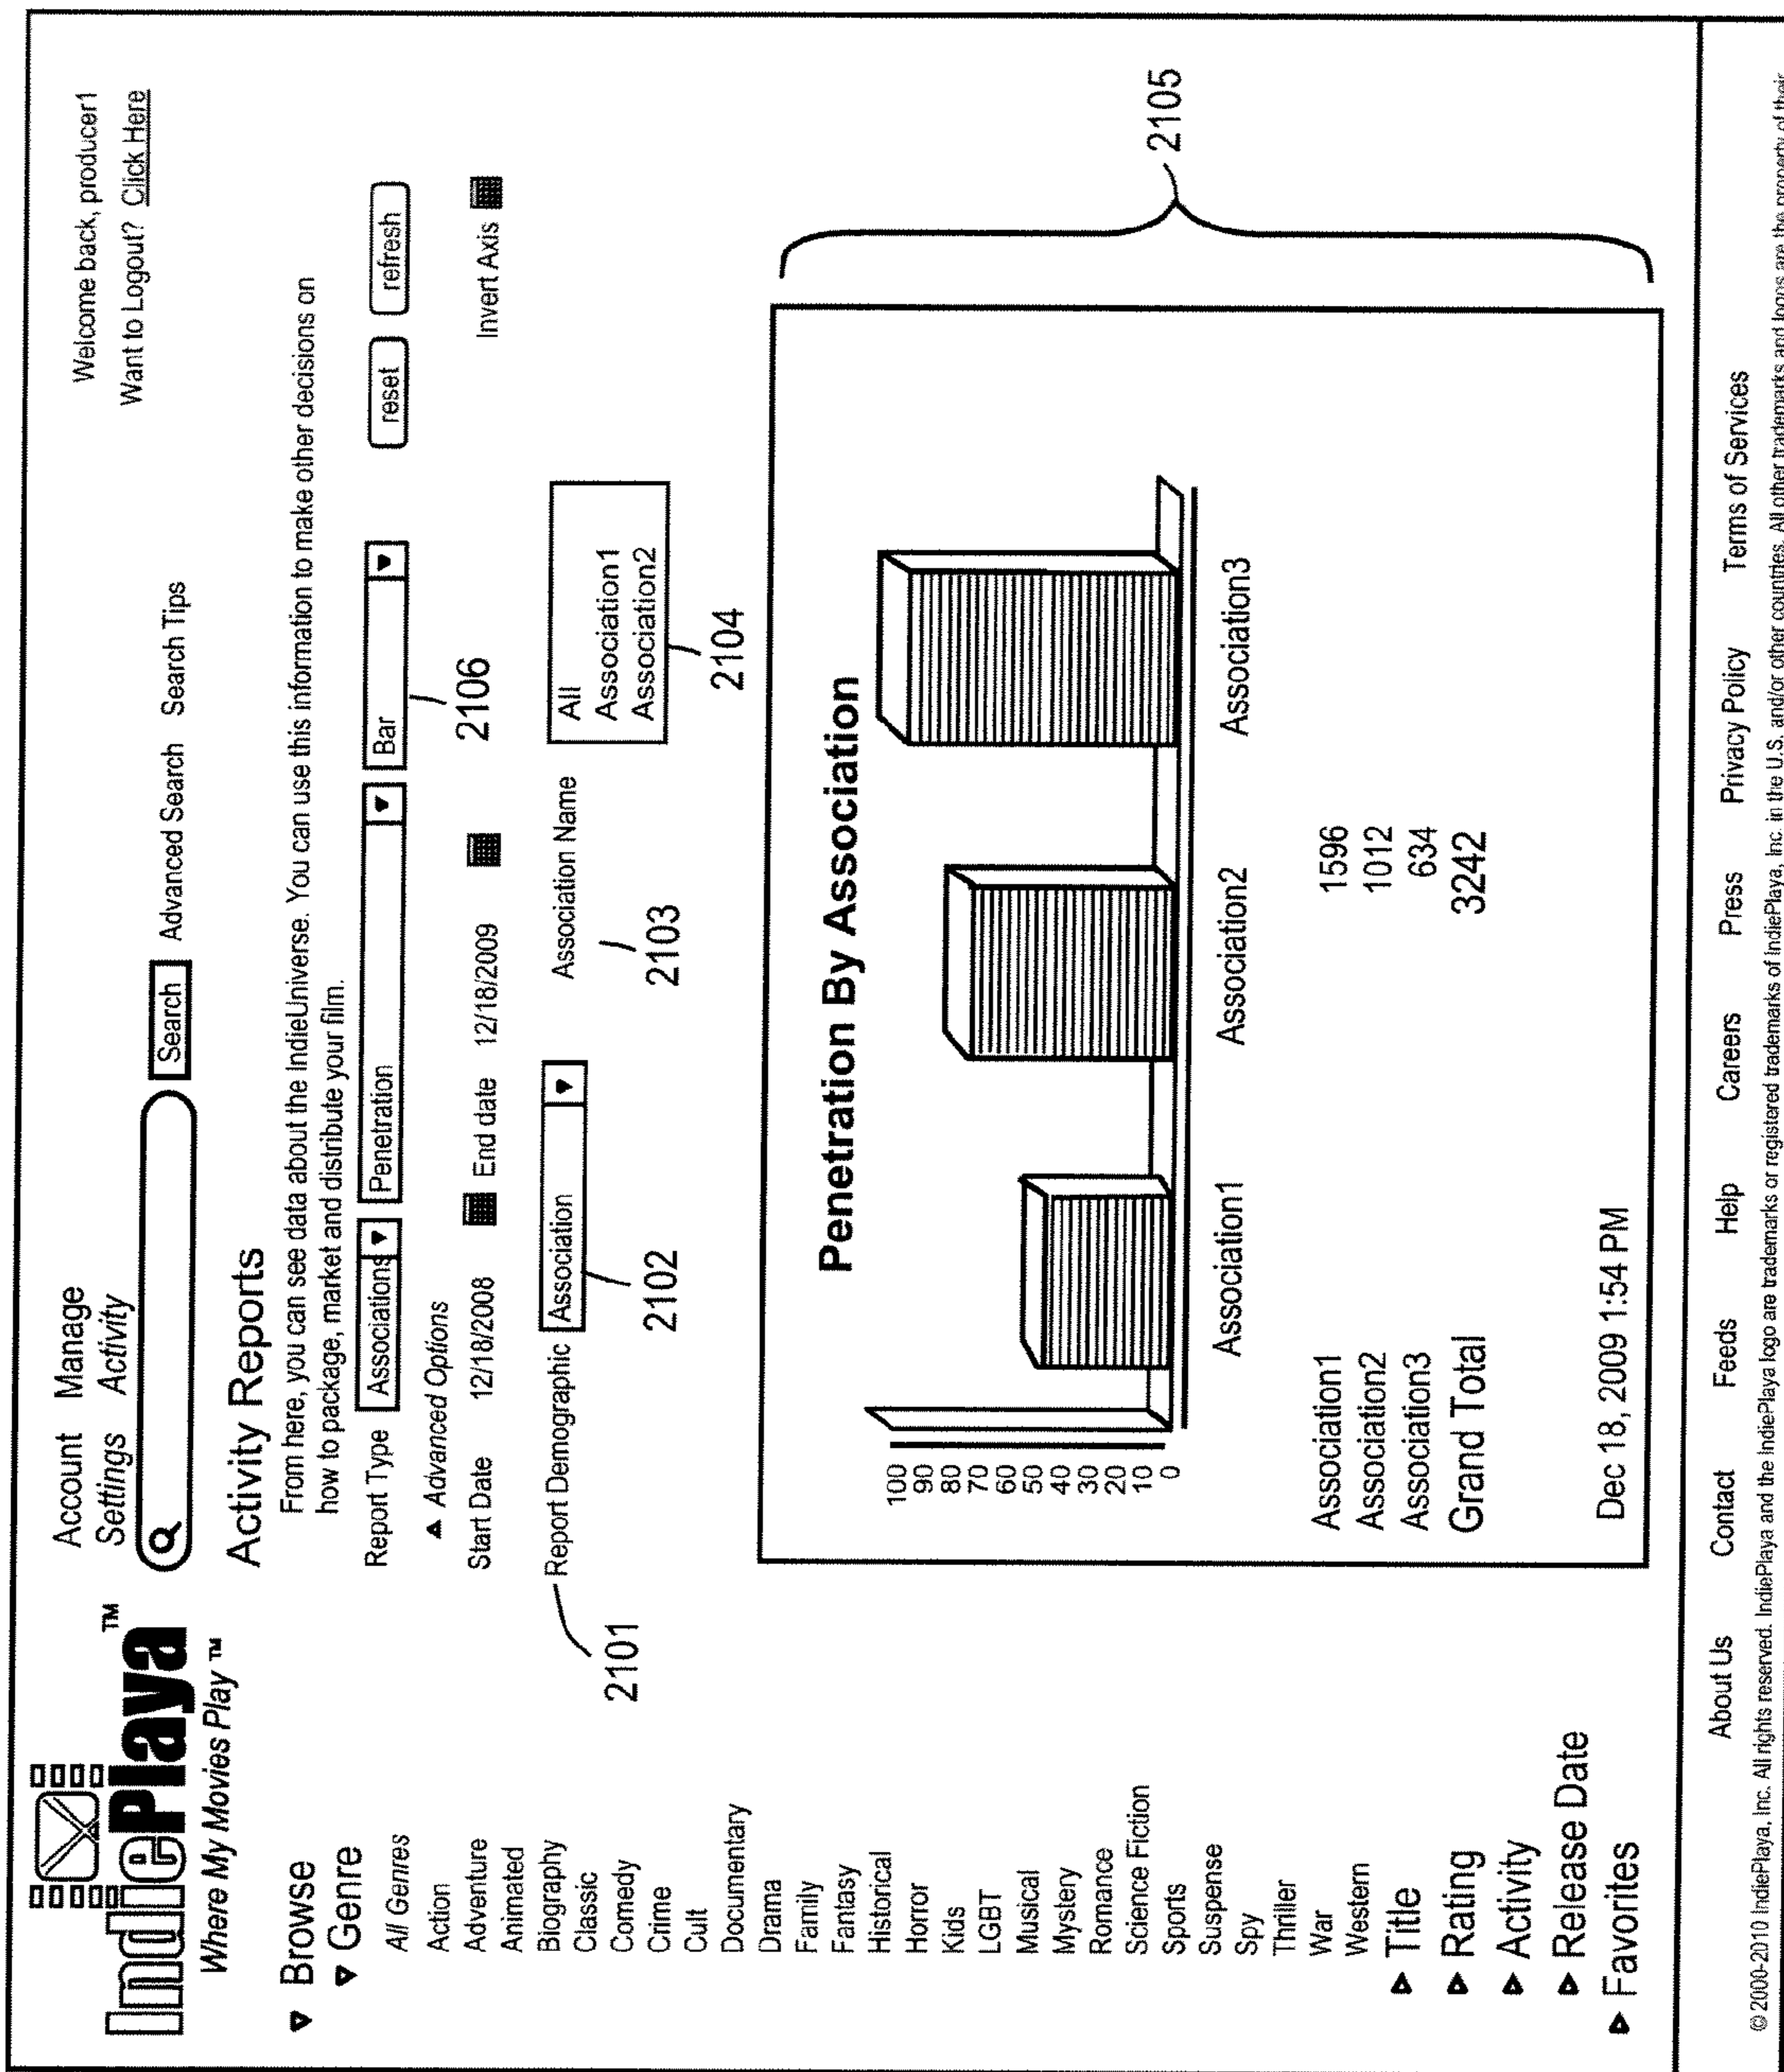 IndiePlaya™
Where My Movies Play™
Account Manage
Settings Activity
Search Advanced Search Search Tips
Welcome back, producer1
Want to Logout? Click Here
Browse
Genre
All Genres
Action
Adventure
Animated
Biography
Classic
Comedy
Crime
Cult
Documentary
Drama
Family
Fantasy
Historical
Horror
Kids
LGBT
Musical
Mystery
Romance
Science Fiction
Sports
Suspense
Spy
Thriller
War
Western
Title
Rating
Activity
Release Date
Favorites
Activity Reports
From here, you can see data about the IndieUniverse. You can use this information to make other decisions on
how to package, market and distribute your film.
Report Type Associations Penetration Bar reset refresh
2106
Advanced Options
Start Date 12/18/2008 End date 12/18/2009 Invert Axis
2101 Report Demographic Association Association Name
2102
2103
All
Association1
Association2
2104
2105
Penetration By Association
100
90
80
70
60
50
40
30
20
10
0
Association1 Association2 Association3
Association1 1596
Association2 1012
Association3 634
Grand Total 3242
Dec 18, 2009 1:54 PM
About Us Contact Feeds Help Careers Press Privacy Policy Terms of Services
© 2000-2010 IndiePlaya, Inc. All rights reserved. IndiePlaya and the IndiePlaya logo are trademarks or registered trademarks of IndiePlaya, Inc. in the U.S. and/or other countries. All other trademarks and logos are the property of their